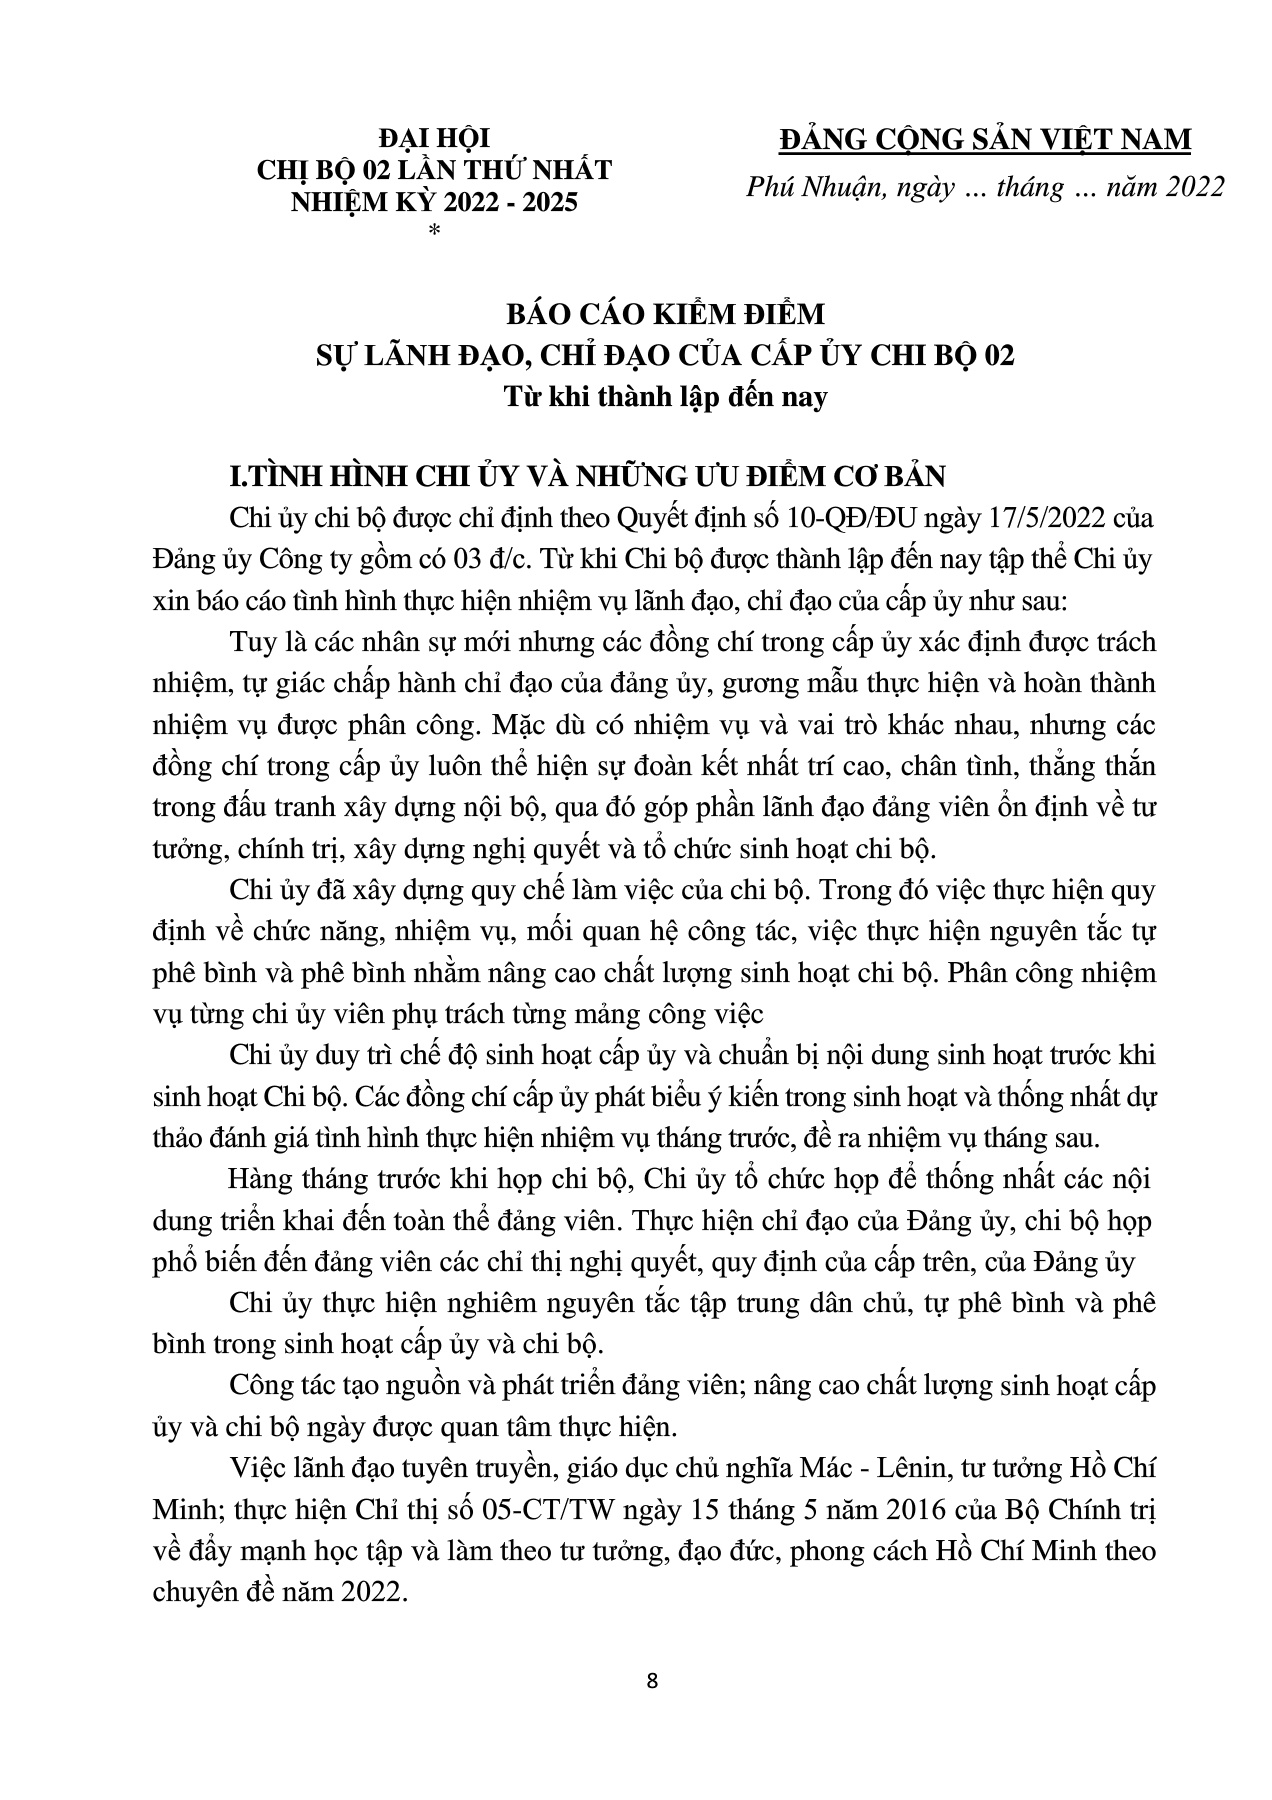 ĐẠI HỘI
CHỊ BỘ 02 LẦN THỨ NHẤT
NHIỆM KỲ 2022 - 2025
*
ĐẢNG CỘNG SẢN VIỆT NAM
Phú Nhuận, ngày ... tháng ... năm 2022
BÁO CÁO KIỂM ĐIỂM
SỰ LÃNH ĐẠO, CHỈ ĐẠO CỦA CẤP ỦY CHI BỘ 02
Từ khi thành lập đến nay
I.TÌNH HÌNH CHI ỦY VÀ NHỮNG ƯU ĐIỂM CƠ BẢN
Chi ủy chi bộ được chỉ định theo Quyết định số 10-QĐ/ĐU ngày 17/5/2022 của
Đảng ủy Công ty gồm có 03 đ/c. Từ khi Chi bộ được thành lập đến nay tập thể Chi ủy
xin báo cáo tình hình thực hiện nhiệm vụ lãnh đạo, chỉ đạo của cấp ủy như sau:
Tuy là các nhân sự mới nhưng các đồng chí trong cấp ủy xác định được trách
nhiệm, tự giác chấp hành chỉ đạo của đảng ủy, gương mẫu thực hiện và hoàn thành
nhiệm vụ được phân công. Mặc dù có nhiệm vụ và vai trò khác nhau, nhưng các
đồng chí trong cấp ủy luôn thể hiện sự đoàn kết nhất trí cao, chân tình, thẳng thắn
trong đấu tranh xây dựng nội bộ, qua đó góp phần lãnh đạo đảng viên ổn định về tư
tưởng, chính trị, xây dựng nghị quyết và tổ chức sinh hoạt chi bộ.
Chi ủy đã xây dựng quy chế làm việc của chi bộ. Trong đó việc thực hiện quy
định về chức năng, nhiệm vụ, mối quan hệ công tác, việc thực hiện nguyên tắc tự
phê bình và phê bình nhằm nâng cao chất lượng sinh hoạt chi bộ. Phân công nhiệm
vụ từng chi ủy viên phụ trách từng mảng công việc
Chi ủy duy trì chế độ sinh hoạt cấp ủy và chuẩn bị nội dung sinh hoạt trước khi
sinh hoạt Chi bộ. Các đồng chí cấp ủy phát biểu ý kiến trong sinh hoạt và thống nhất dự
thảo đánh giá tình hình thực hiện nhiệm vụ tháng trước, đề ra nhiệm vụ tháng sau.
Hàng tháng trước khi họp chi bộ, Chi ủy tổ chức họp để thống nhất các nội
dung triển khai đến toàn thể đảng viên. Thực hiện chỉ đạo của Đảng ủy, chi bộ họp
phổ biến đến đảng viên các chỉ thị nghị quyết, quy định của cấp trên, của Đảng ủy
Chi ủy thực hiện nghiêm nguyên tắc tập trung dân chủ, tự phê bình và phê
bình trong sinh hoạt cấp ủy và chi bộ.
Công tác tạo nguồn và phát triển đảng viên; nâng cao chất lượng sinh hoạt cấp
ủy và chi bộ ngày được quan tâm thực hiện.
Việc lãnh đạo tuyên truyền, giáo dục chủ nghĩa Mác - Lênin, tư tưởng Hồ Chí
Minh; thực hiện Chỉ thị số 05-CT/TW ngày 15 tháng 5 năm 2016 của Bộ Chính trị
về đẩy mạnh học tập và làm theo tư tưởng, đạo đức, phong cách Hồ Chí Minh theo
chuyên đề năm 2022.
8